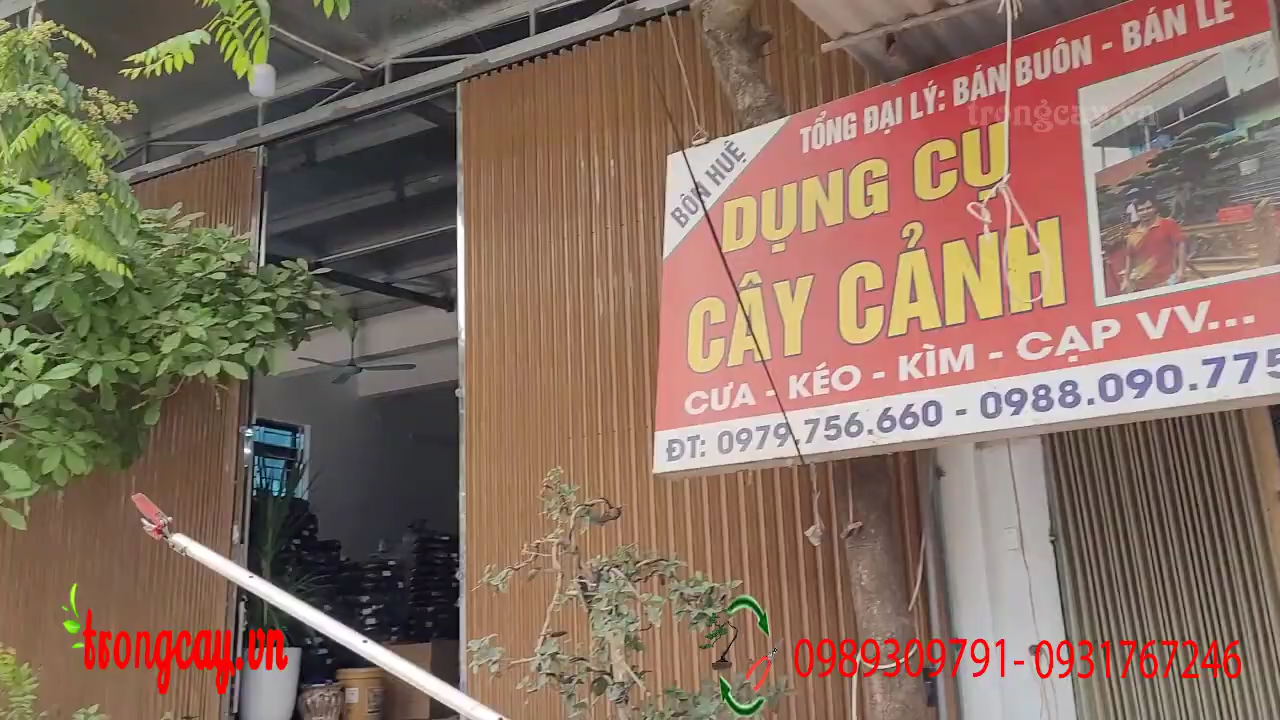 BÔN HUỆ
TỔNG ĐẠI LÝ: BÁN BUÔN - BÁN LẺ
trongcay.vn
DỤNG CỤ
CÂY CẢNH
CƯA - KÉO - KÌM - CẠP VV...
ĐT: 0979.756.660 - 0988.090.775
trongcay.vn
0989309791- 0931767246